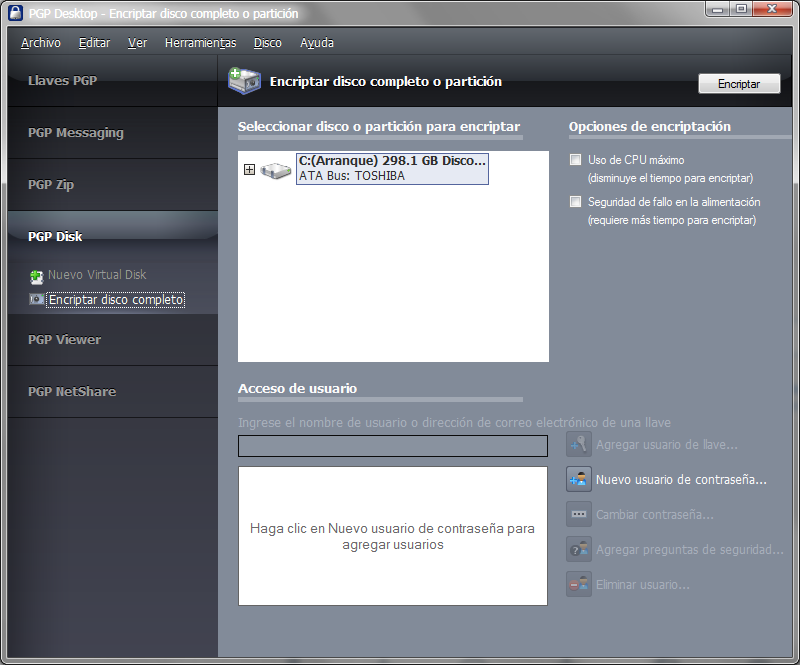 PGP Desktop - Encriptar disco completo o partición
Archivo Editar Ver Herramientas Disco Ayuda
Llaves PGP
PGP Messaging
PGP Zip
PGP Disk
Nuevo Virtual Disk
Encriptar disco completo
PGP Viewer
PGP NetShare
Encriptar disco completo o partición
Encriptar
Seleccionar disco o partición para encriptar
C:(Arranque) 298.1 GB Disco...
ATA Bus: TOSHIBA
Opciones de encriptación
Uso de CPU máximo
(disminuye el tiempo para encriptar)
Seguridad de fallo en la alimentación
(requiere más tiempo para encriptar)
Acceso de usuario
Ingrese el nombre de usuario o dirección de correo electrónico de una llave
Haga clic en Nuevo usuario de contraseña para
agregar usuarios
Agregar usuario de llave...
Nuevo usuario de contraseña...
Cambiar contraseña...
Agregar preguntas de seguridad...
Eliminar usuario...